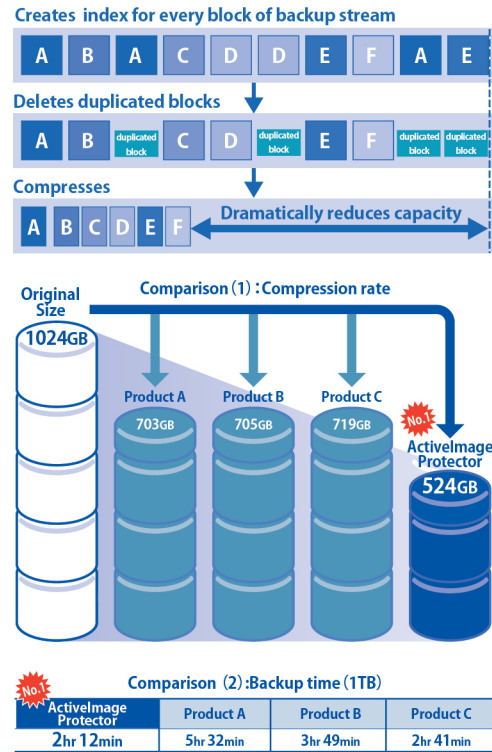 Creates index for every block of backup stream
A B A C D D E F A E
Deletes duplicated blocks
A B duplicated block C D duplicated block E F duplicated block duplicated block
Compresses
A B C D E F Dramatically reduces capacity
Comparison (1) : Compression rate
Original
Size
1024GB
Product A Product B Product C
703GB 705GB 719GB
No.1
ActiveImage
Protector
524GB
No.1
Comparison (2) :Backup time (1TB)
ActiveImage
Protector Product A Product B Product C
2hr 12min 5hr 32min 3hr 49min 2hr 41min